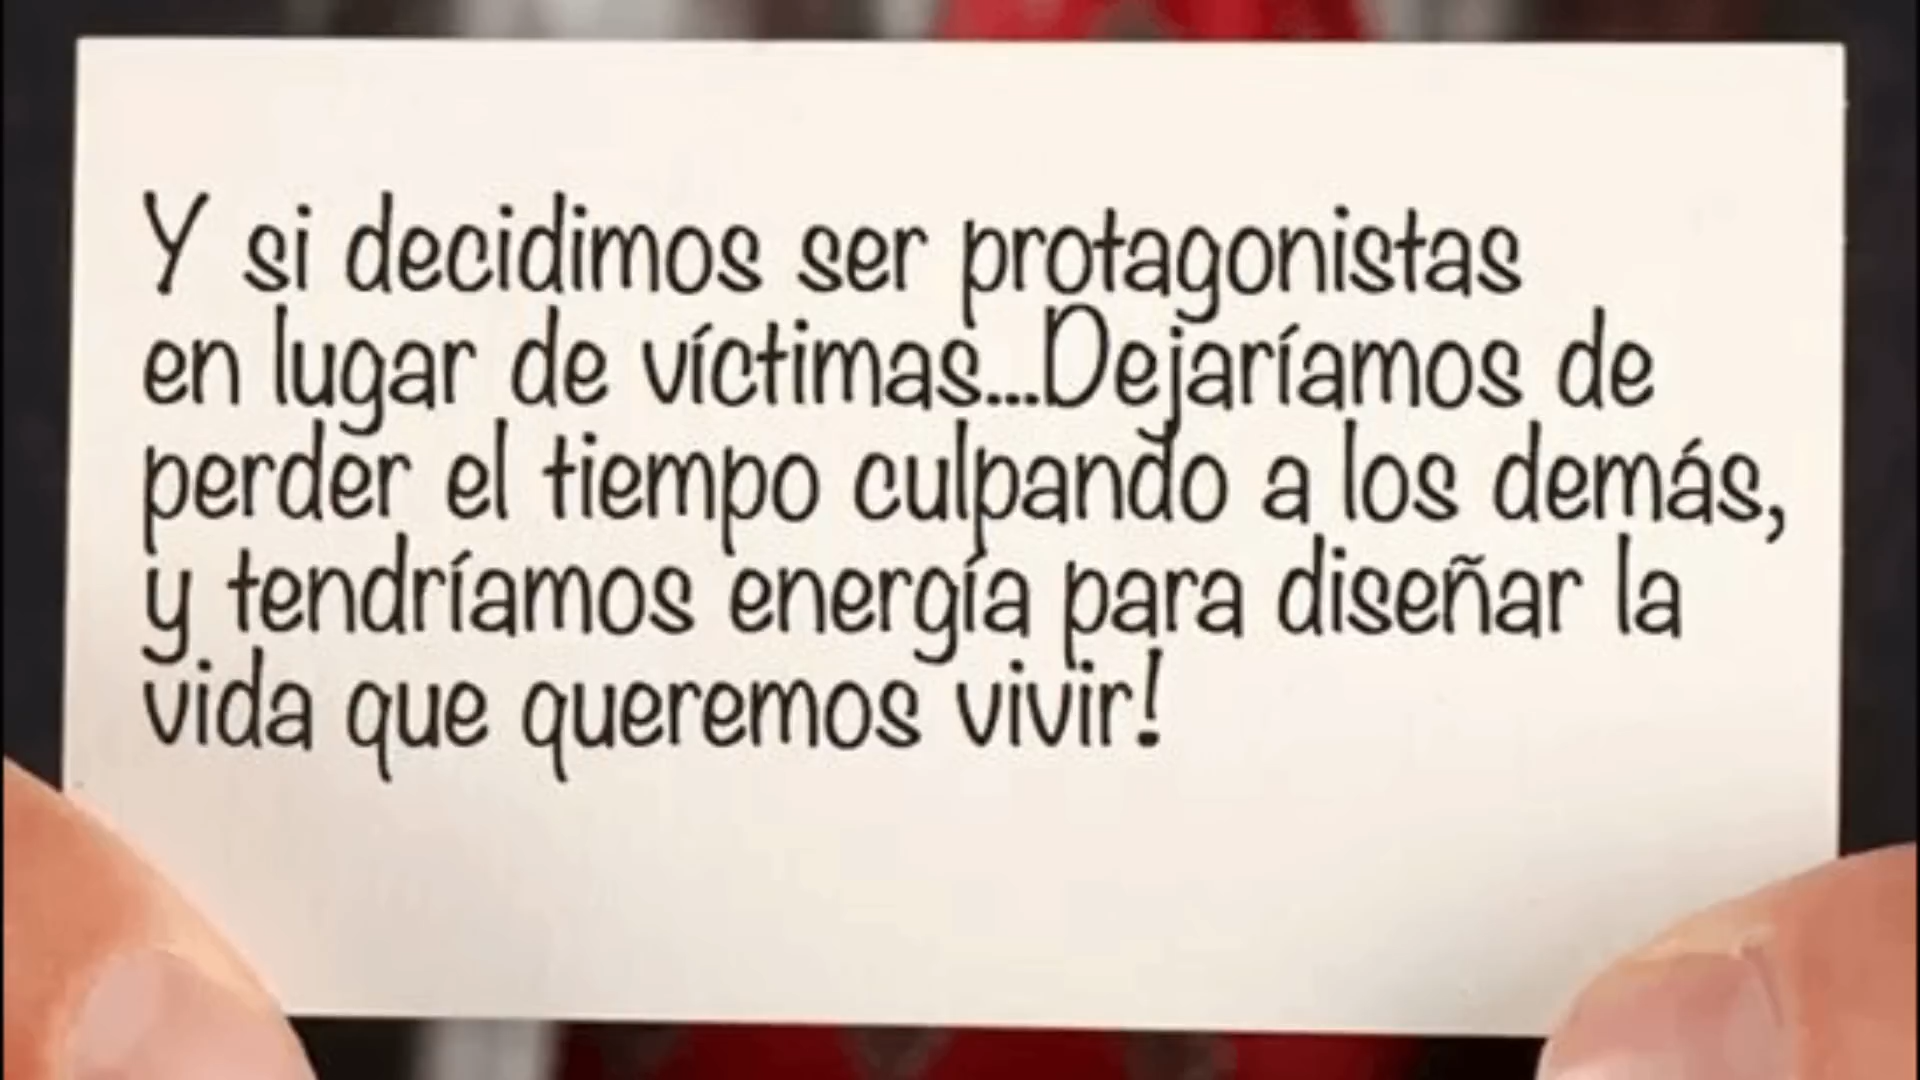 Y si decidimos ser protagonistas
en lugar de víctimas...Dejaríamos de
perder el tiempo culpando a los demás,
y tendríamos energía para diseñar la
vida que queremos vivir!